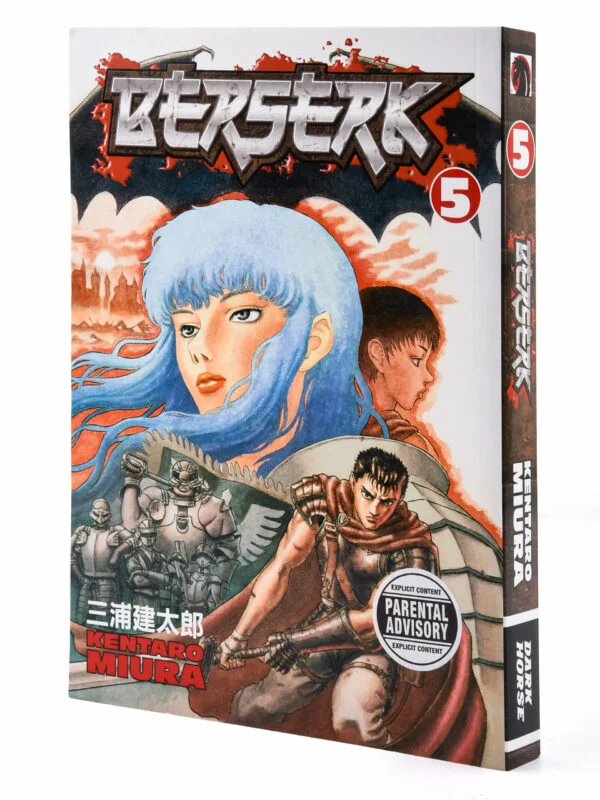 BERSERK
5
三浦建太郎
KENTARO
MIURA
EXPLICIT CONTENT
PARENTAL
ADVISORY
EXPLICIT CONTENT
5
BERSERK
KENTARO
MIURA
DARK
HORSE